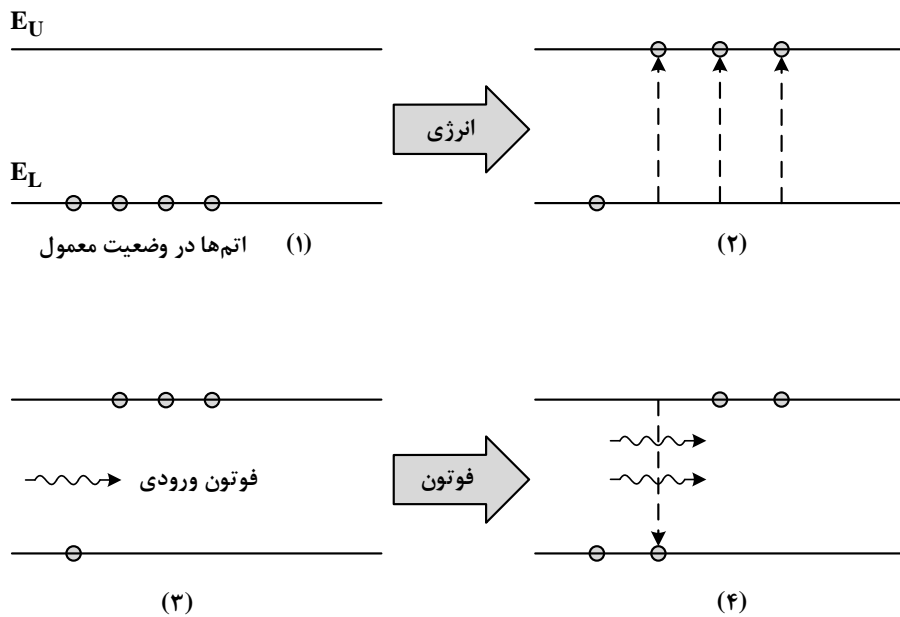 E_U
انرژی
E_L
اتم‌ها در وضعیت معمول (۱)
(۲)
فوتون ورودی
فوتون
(۳)
(۴)